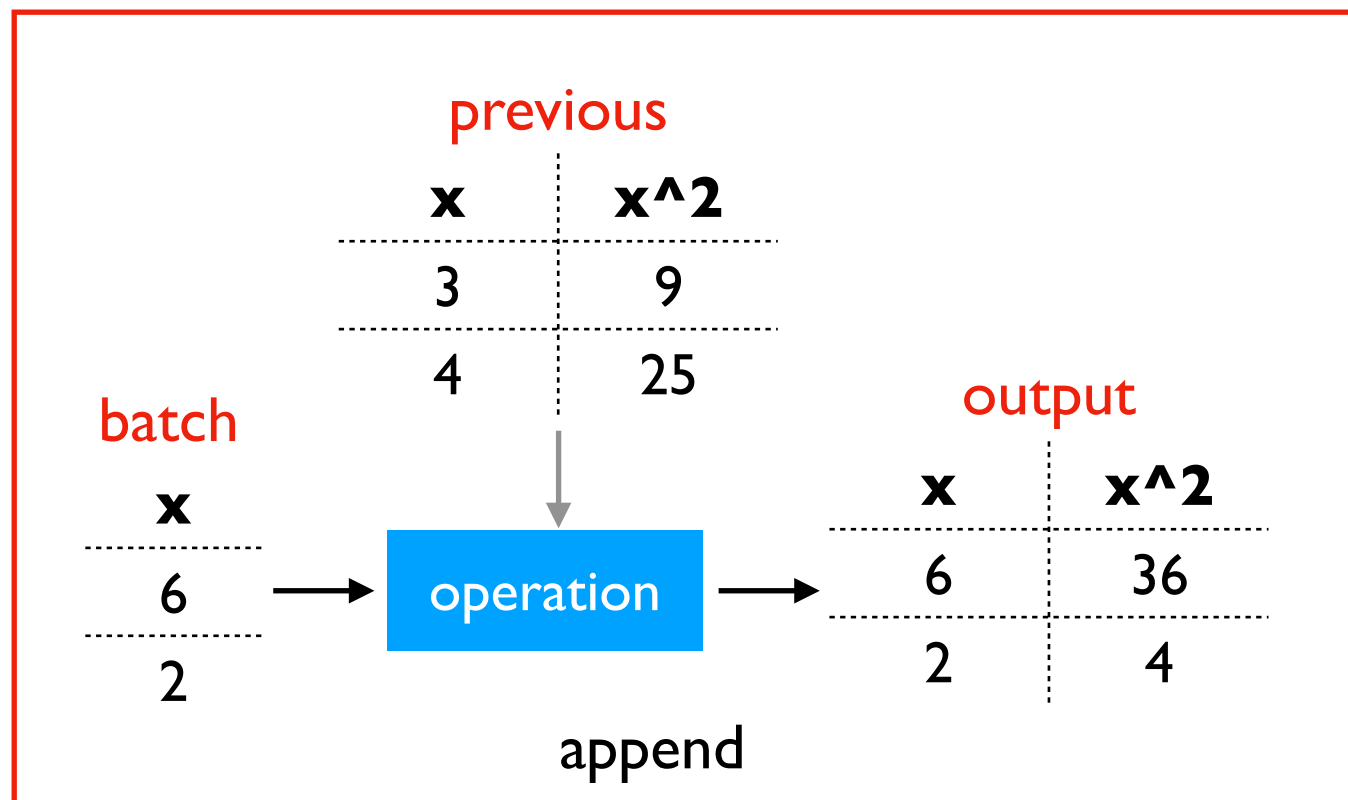 previous
x x^2
3 9
4 25
batch
x
6
2
operation
output
x x^2
6 36
2 4
append